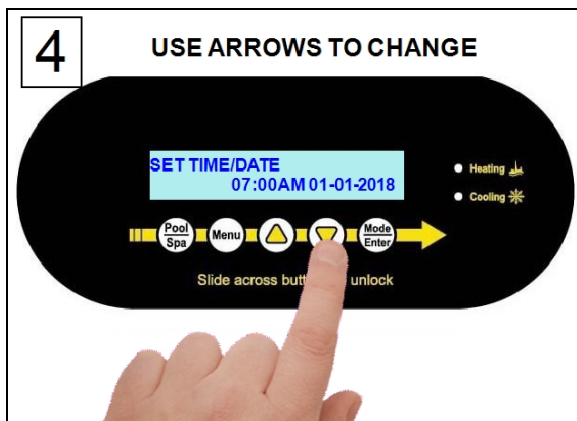 4
USE ARROWS TO CHANGE
SET TIME/DATE
07:00AM 01-01-2018
Heating
Cooling
Pool
Spa
Menu
Mode
Enter
Slide across unlock